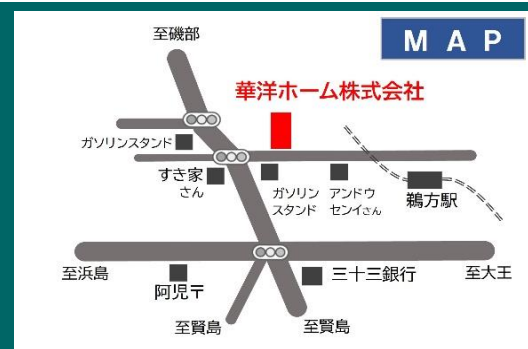 至磯部
MAP
華洋ホーム株式会社
ガソリンスタンド
すき家
さん
ガソリン
スタンド
アンドウ
センイさん
鵜方駅
至浜島
阿児〒
三十三銀行
至大王
至賢島
至賢島